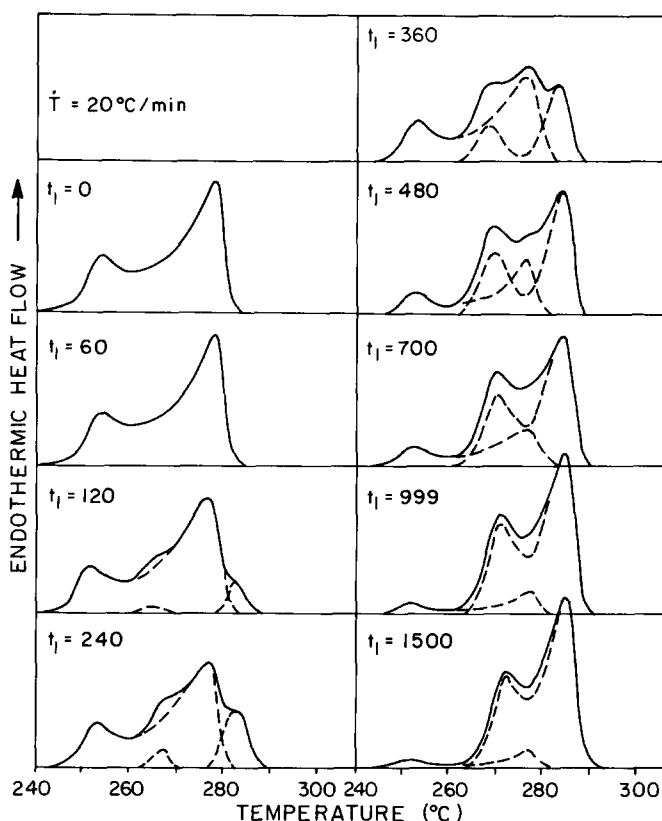 Ṫ = 20°C/min
t₁ = 0
t₁ = 60
t₁ = 120
t₁ = 240
t₁ = 360
t₁ = 480
t₁ = 700
t₁ = 999
t₁ = 1500
ENDOTHERMIC HEAT FLOW →
240 260 280 300 240 260 280 300
TEMPERATURE (°C)